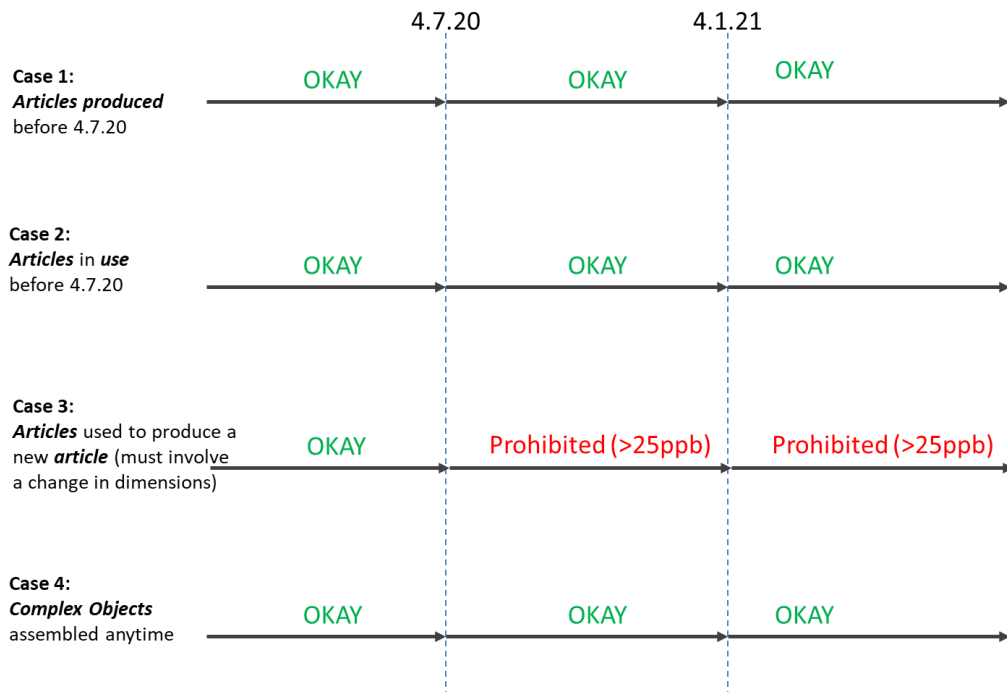 4.7.20 4.1.21
Case 1:
Articles produced
before 4.7.20
OKAY OKAY OKAY
Case 2:
Articles in use
before 4.7.20
OKAY OKAY OKAY
Case 3:
Articles used to produce a
new article (must involve
a change in dimensions)
OKAY Prohibited (>25ppb) Prohibited (>25ppb)
Case 4:
Complex Objects
assembled anytime
OKAY OKAY OKAY